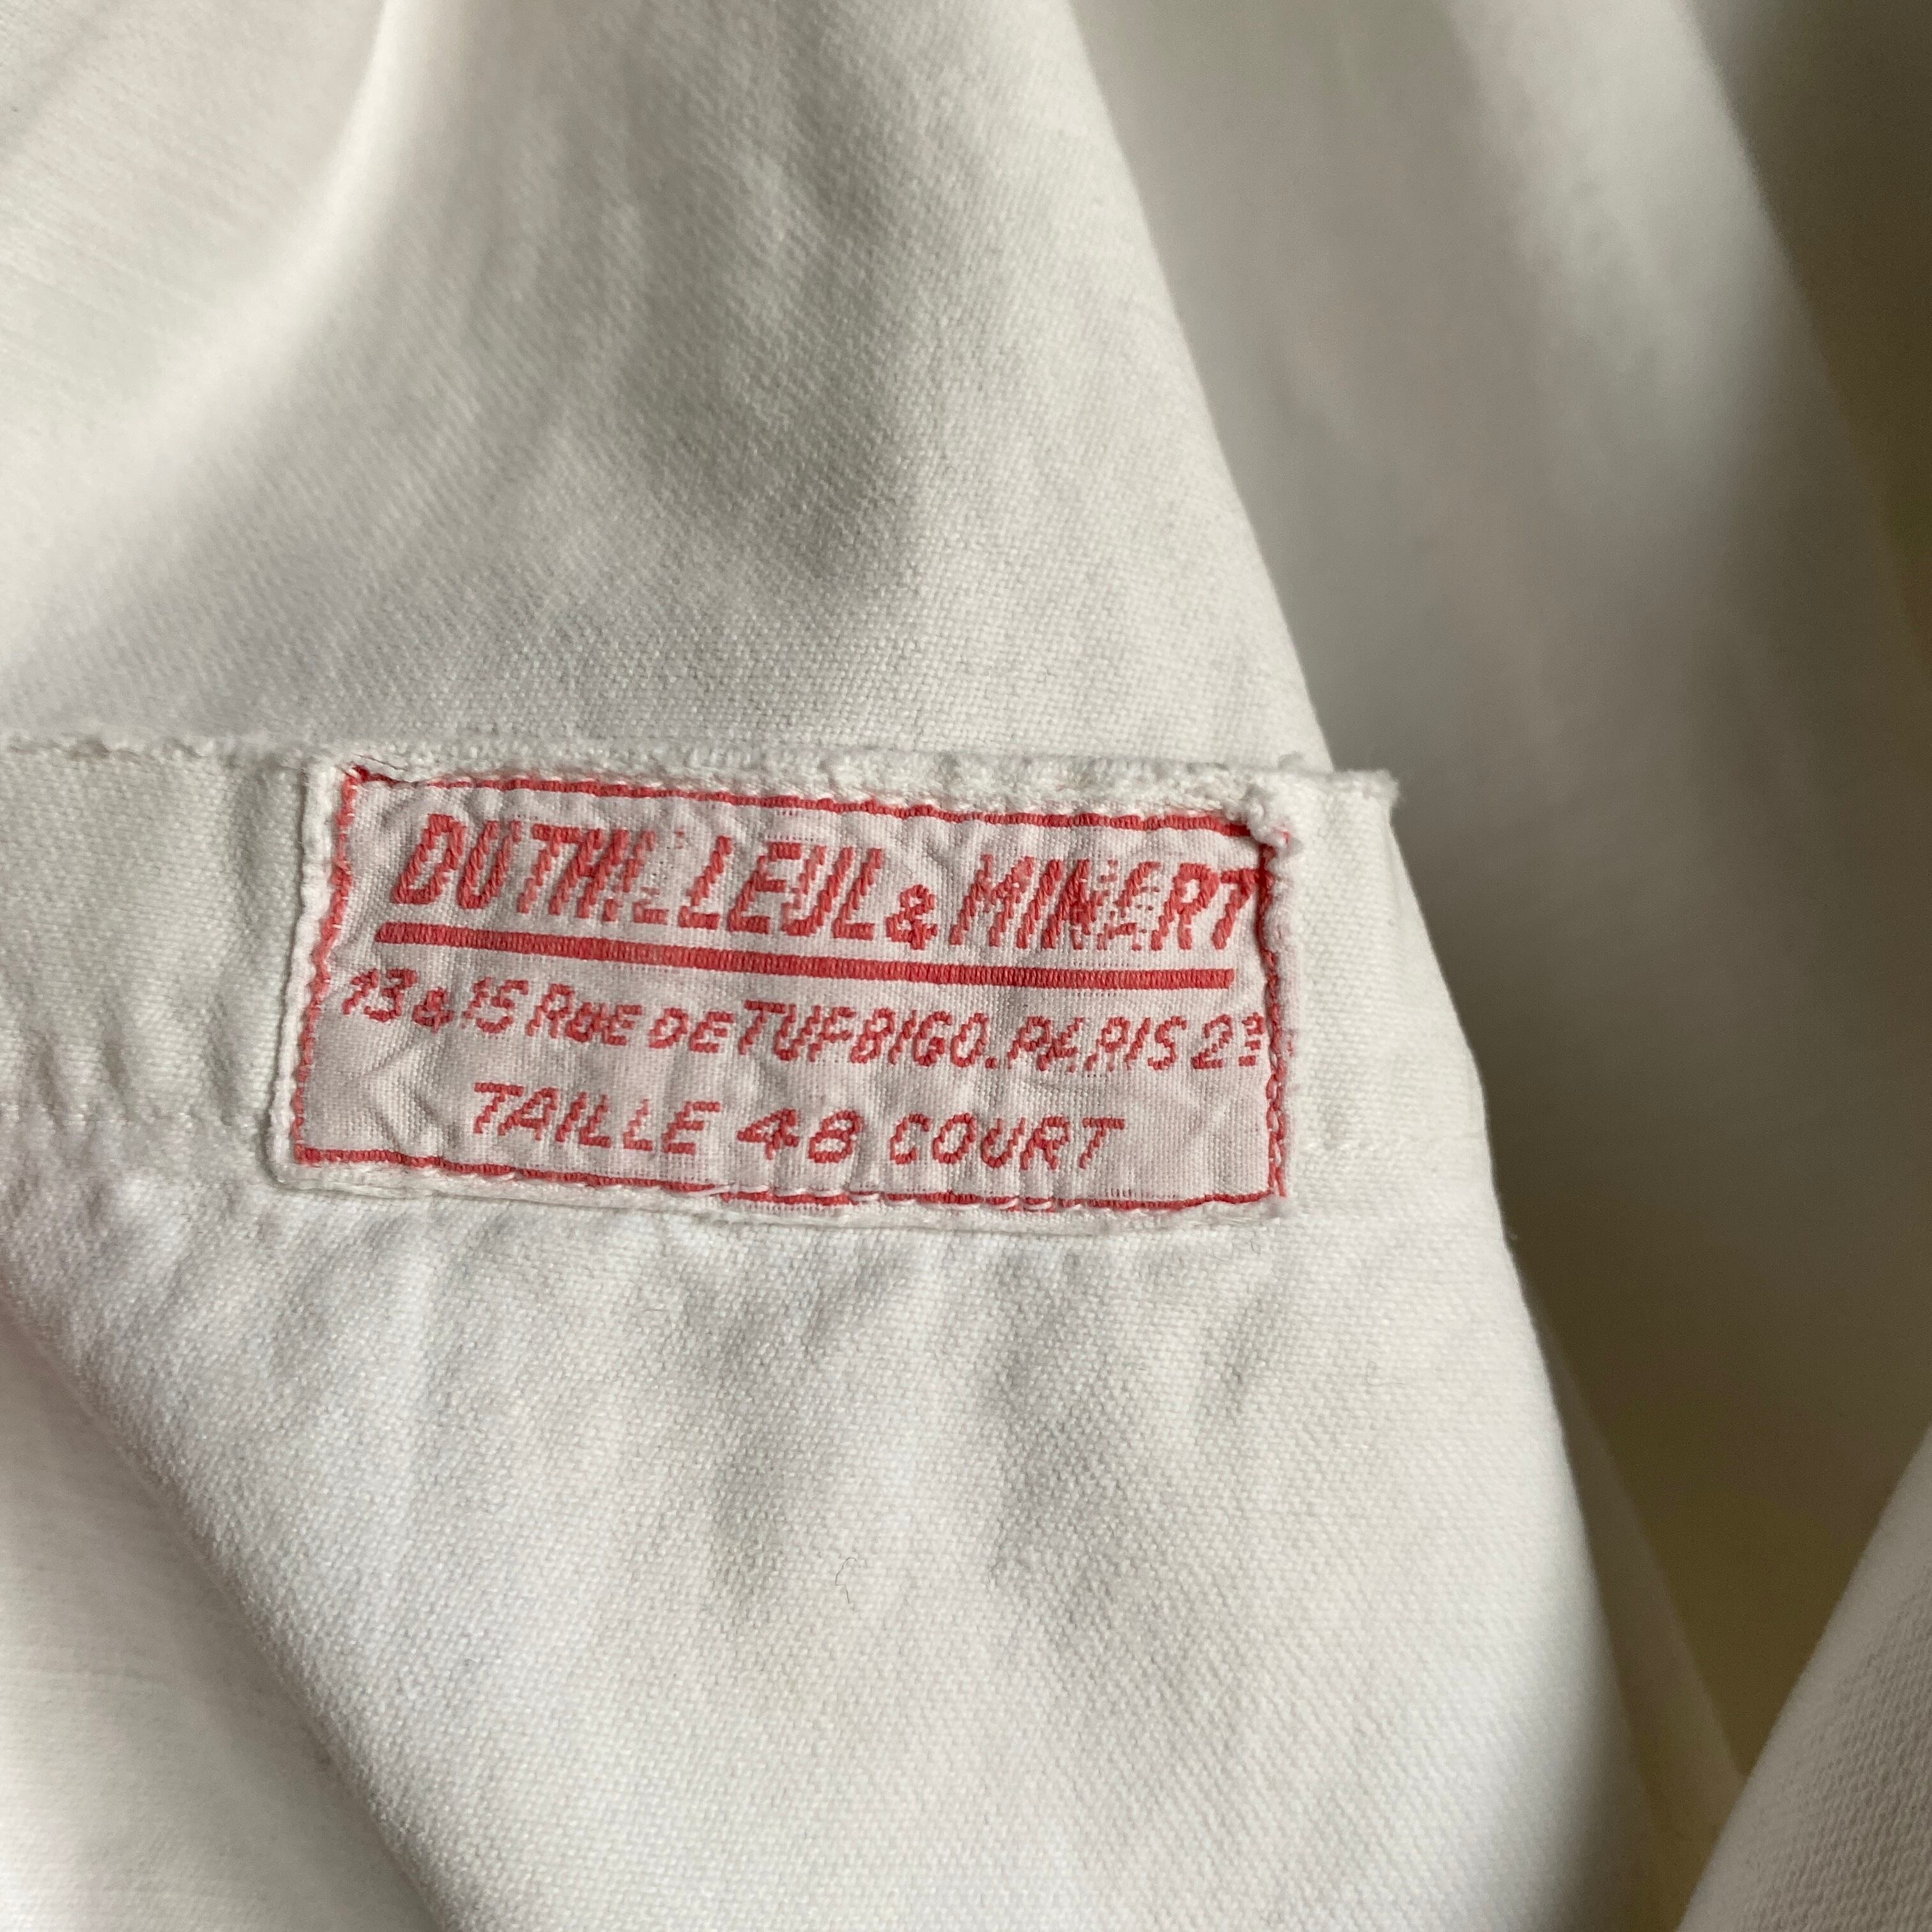 DUTHILLEUL & MINART
13 & 15 RUE DE TURBIGO. PARIS 2e
TAILLE 48 COURT